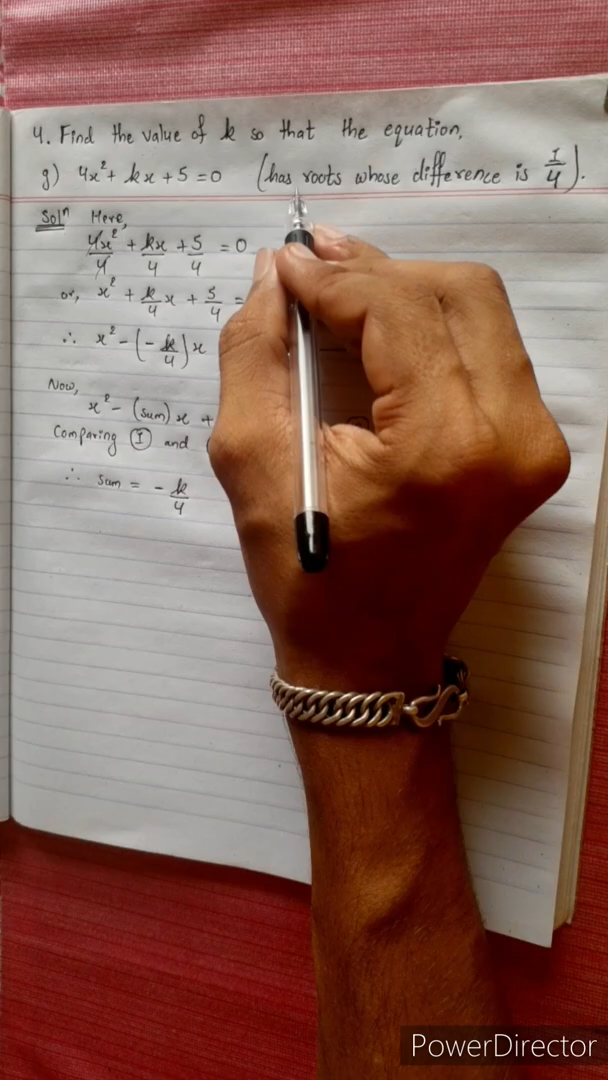 4. Find the value of k so that the equation,
g) 4x² + kx + 5 = 0 (has roots whose difference is 1/4).
Solⁿ Here,
4x²/4 + kx/4 + 5/4 = 0
or, x² + k/4 x + 5/4 =
∴ x² - (-k/4)x
Now,
x² - (sum)x +
Comparing Ⓘ and
∴ sum = - k/4
PowerDirector